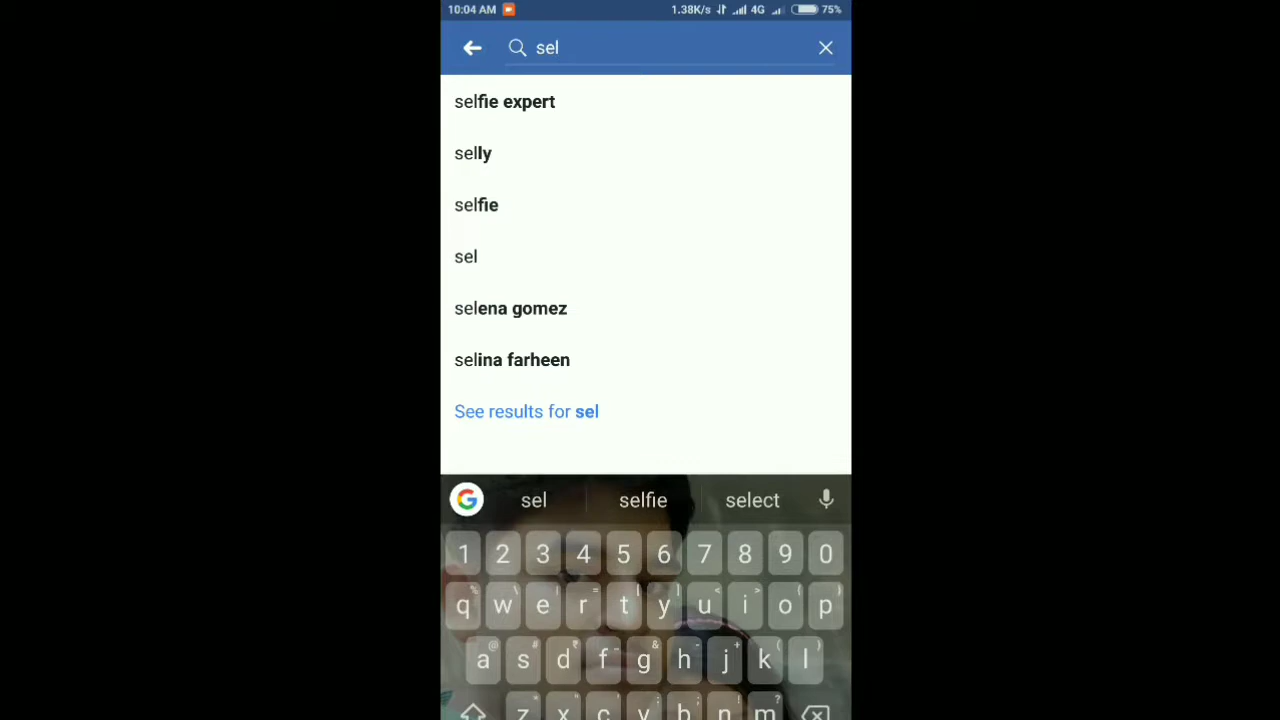 10:04 AM 1.38K/s 4G 75%
sel
selfie expert
selly
selfie
sel
selena gomez
selina farheen
See results for sel
sel selfie select
1 2 3 4 5 6 7 8 9 0
q w e r t y u i o p
a s d f g h j k l
z x c v b n m